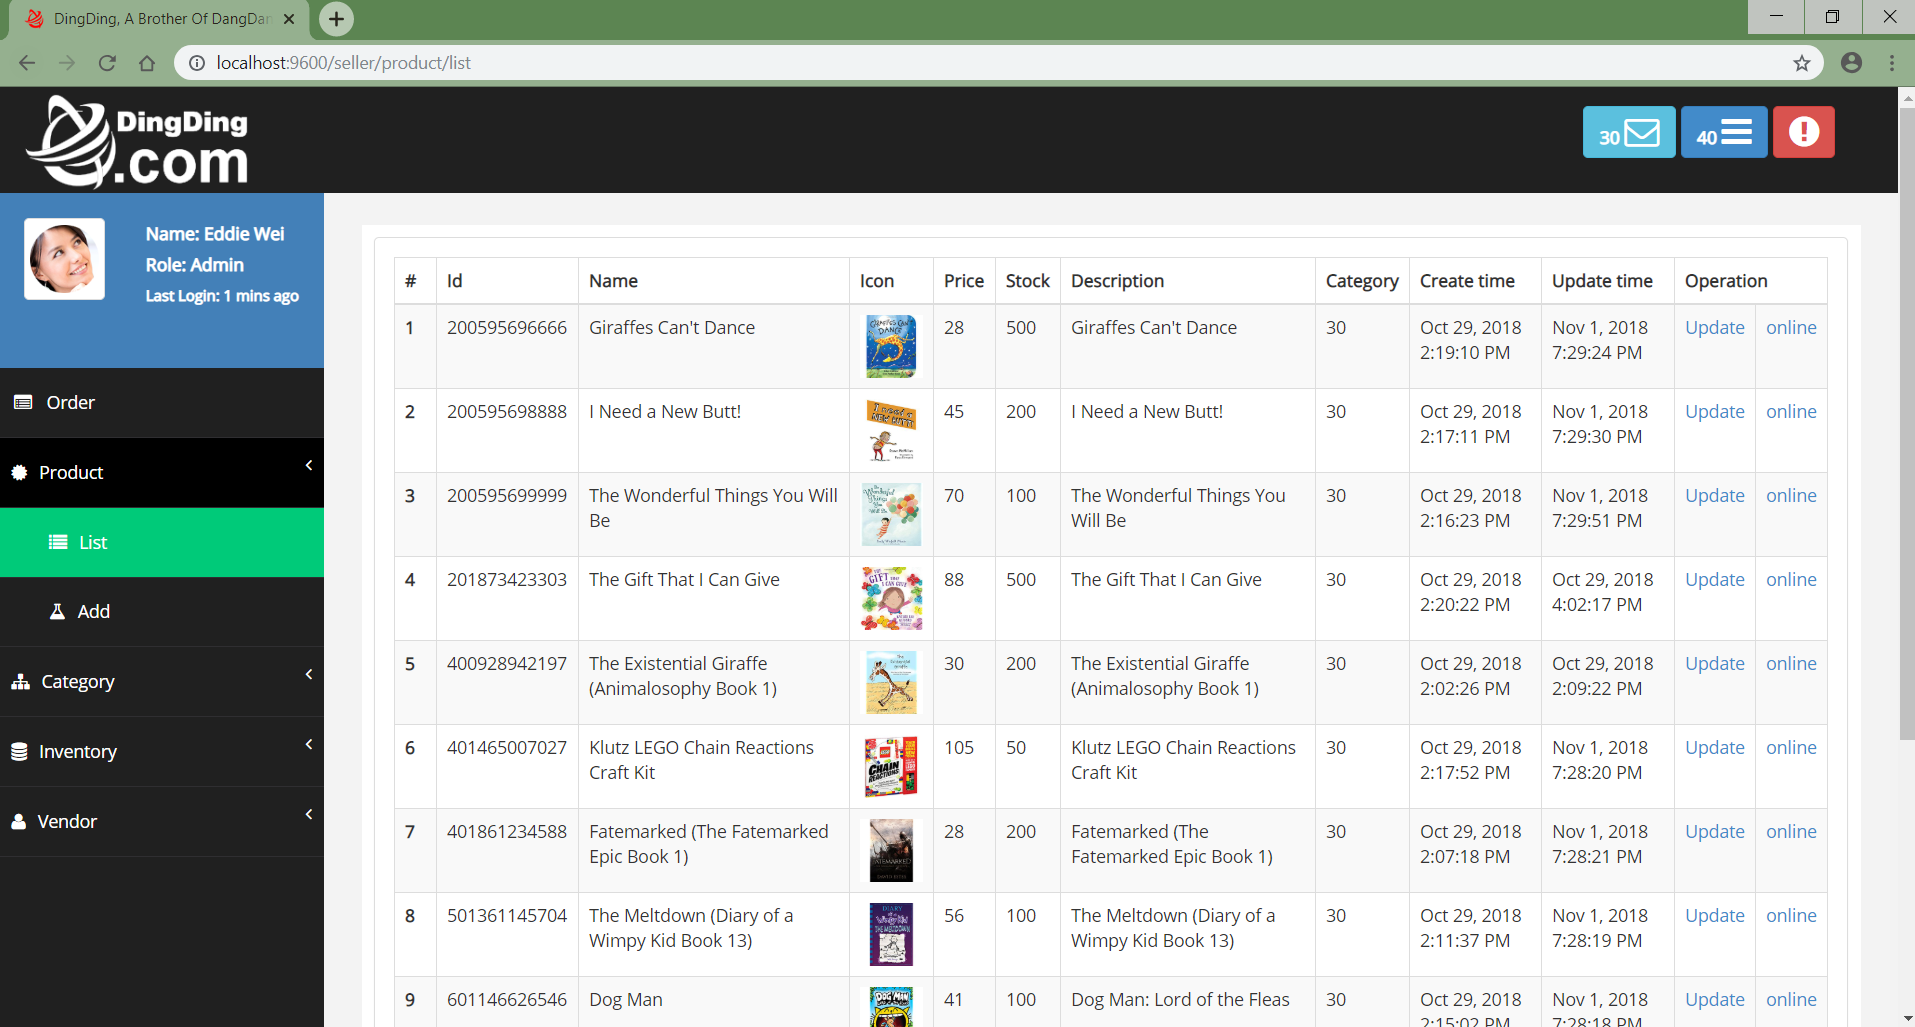 DingDing, A Brother Of DangDan
localhost:9600/seller/product/list
DingDing
.com
30
40
Name: Eddie Wei
Role: Admin
Last Login: 1 mins ago
Order
Product
List
Add
Category
Inventory
Vendor
# Id Name Icon Price Stock Description Category Create time Update time Operation
1 200595696666 Giraffes Can't Dance 28 500 Giraffes Can't Dance 30 Oct 29, 2018 Nov 1, 2018 Update online
2:19:10 PM 7:29:24 PM
2 200595698888 I Need a New Butt! 45 200 I Need a New Butt! 30 Oct 29, 2018 Nov 1, 2018 Update online
2:17:11 PM 7:29:30 PM
3 200595699999 The Wonderful Things You Will 70 100 The Wonderful Things You 30 Oct 29, 2018 Nov 1, 2018 Update online
Be Will Be 2:16:23 PM 7:29:51 PM
4 201873423303 The Gift That I Can Give 88 500 The Gift That I Can Give 30 Oct 29, 2018 Oct 29, 2018 Update online
2:20:22 PM 4:02:17 PM
5 400928942197 The Existential Giraffe 30 200 The Existential Giraffe 30 Oct 29, 2018 Oct 29, 2018 Update online
(Animalosophy Book 1) (Animalosophy Book 1) 2:02:26 PM 2:09:22 PM
6 401465007027 Klutz LEGO Chain Reactions 105 50 Klutz LEGO Chain Reactions 30 Oct 29, 2018 Nov 1, 2018 Update online
Craft Kit Craft Kit 2:17:52 PM 7:28:20 PM
7 401861234588 Fatemarked (The Fatemarked 28 200 Fatemarked (The 30 Oct 29, 2018 Nov 1, 2018 Update online
Epic Book 1) Fatemarked Epic Book 1) 2:07:18 PM 7:28:21 PM
8 501361145704 The Meltdown (Diary of a 56 100 The Meltdown (Diary of a 30 Oct 29, 2018 Nov 1, 2018 Update online
Wimpy Kid Book 13) Wimpy Kid Book 13) 2:11:37 PM 7:28:19 PM
9 601146626546 Dog Man 41 100 Dog Man: Lord of the Fleas 30 Oct 29, 2018 Nov 1, 2018 Update online
2:15:02 PM 7:28:18 PM